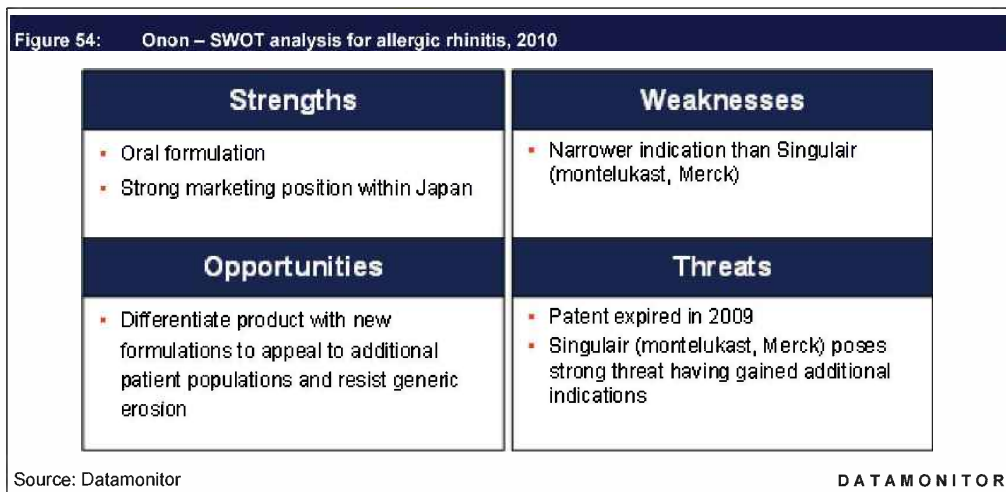 Figure 54: Onon – SWOT analysis for allergic rhinitis, 2010
Strengths
▪ Oral formulation
▪ Strong marketing position within Japan
Weaknesses
▪ Narrower indication than Singulair
(montelukast, Merck)
Opportunities
▪ Differentiate product with new
formulations to appeal to additional
patient populations and resist generic
erosion
Threats
▪ Patent expired in 2009
▪ Singulair (montelukast, Merck) poses
strong threat having gained additional
indications
Source: Datamonitor
DATAMONITOR